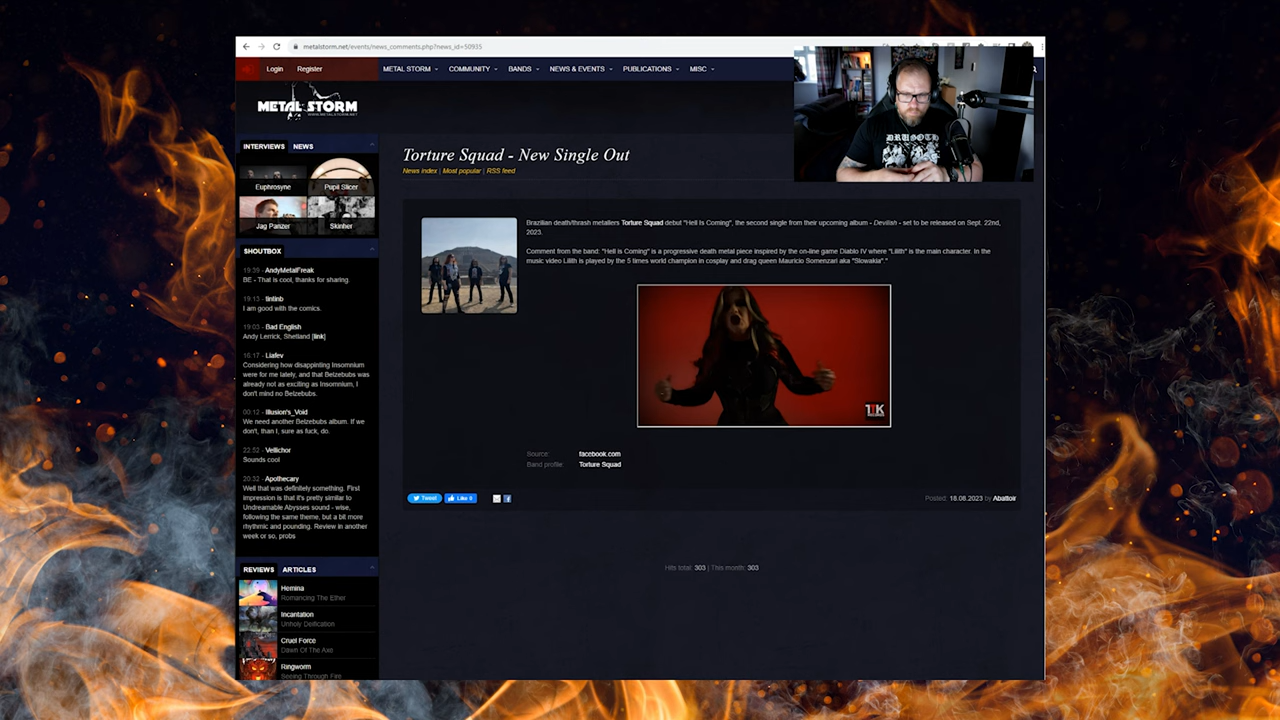 metalstorm.net/events/news_comments.php?news_id=50935
Login Register
METAL STORM COMMUNITY BANDS NEWS & EVENTS PUBLICATIONS MISC
METAL STORM
WWW.METALSTORM.NET
INTERVIEWS NEWS
Euphrosyne Pupil Slicer
Jag Panzer Skinher
SHOUTBOX
19:59 - AndyMetalFreak
BE - That is cool, thanks for sharing.
19:13 - tintinb
I am good with the comics.
19:03 - Bad English
Andy Lerrick, Shetland [link]
16:17 - Liafev
Considering how disappinting Insomnium
were for me lately, and that Belzebubs was
already not as exciting as Insomnium, I
don't mind no Belzebubs.
00:12 - Illusion's_Void
We need another Belzebubs album. If we
don't, than I, sure as fuck, do.
22:52 - Vellichor
Sounds cool
20:32 - Apothecary
Well that was definitely something. First
impression is that it's pretty similar to
Undreamable Abysses sound - wise,
following the same theme, but a bit more
rhythmic and pounding. Review in another
week or so, probs
REVIEWS ARTICLES
Hemina
Romancing The Ether
Incantation
Unholy Deification
Cruel Force
Dawn Of The Axe
Ringworm
Seeing Through Fire
Torture Squad - New Single Out
News index | Most popular | RSS feed
Brazilian death/thrash metallers Torture Squad debut "Hell Is Coming", the second single from their upcoming album - Devilish - set to be released on Sept. 22nd,
2023.
Comment from the band: "Hell is Coming" is a progressive death metal piece inspired by the on-line game Diablo IV where "Lilith" is the main character. In the
music video Lilith is played by the 5 times world champion in cosplay and drag queen Mauricio Somenzari aka "Slowakia"."
Source: facebook.com
Band profile: Torture Squad
Tweet Like 0
Posted: 18.08.2023 by Abattoir
Hits total: 303 | This month: 303
DRUSOTH